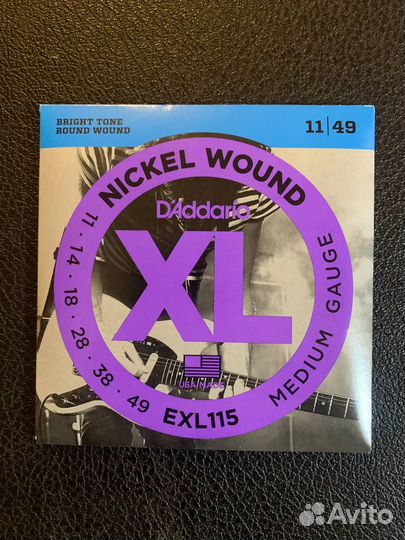 BRIGHT TONE
ROUND WOUND
11|49
NICKEL WOUND
D'Addario
XL
11 · 14 · 18 · 28 · 38 · 49
USA MADE
EXL115
MEDIUM GAUGE
Avito